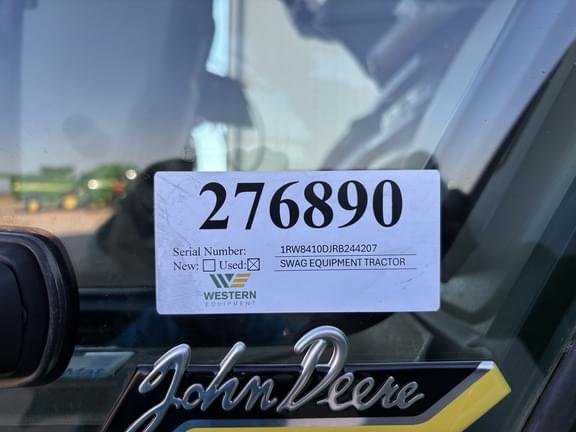 276890
Serial Number: 1RW8410DJRB244207
New: Used: SWAG EQUIPMENT TRACTOR
WESTERN
EQUIPMENT
John Deere